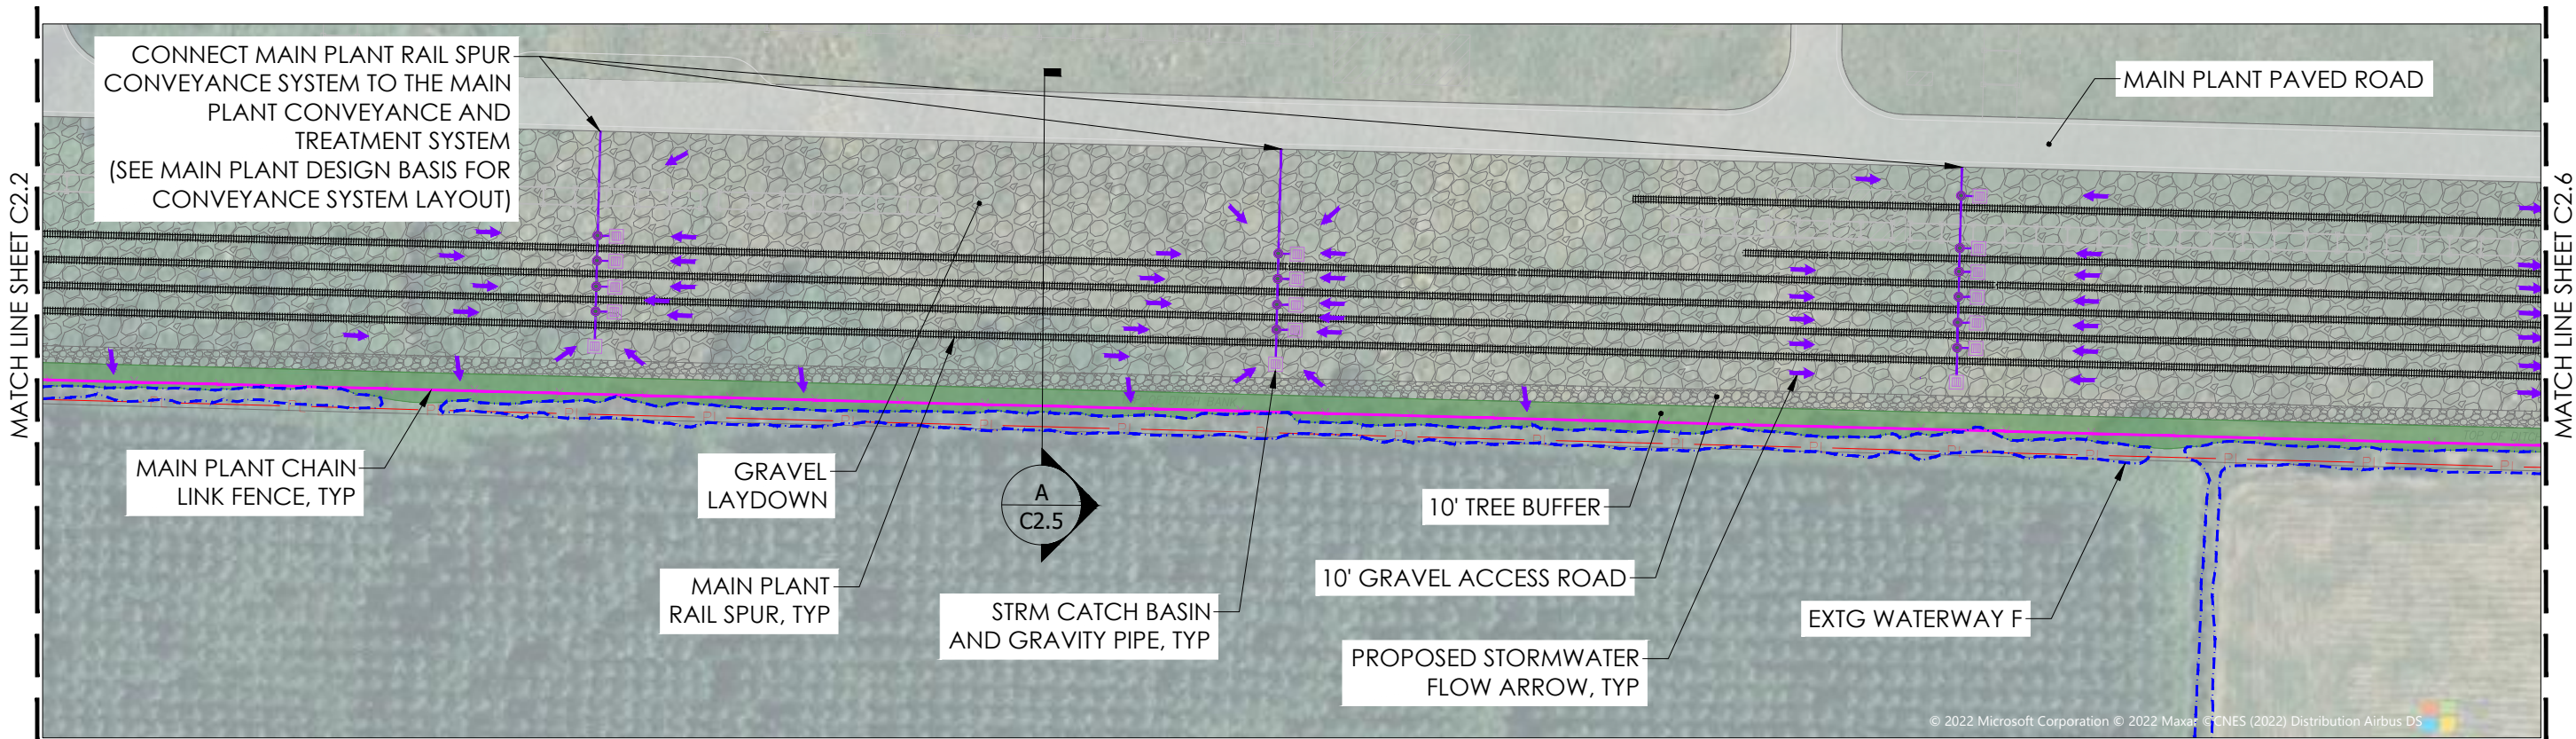 CONNECT MAIN PLANT RAIL SPUR
CONVEYANCE SYSTEM TO THE MAIN
PLANT CONVEYANCE AND
TREATMENT SYSTEM
(SEE MAIN PLANT DESIGN BASIS FOR
CONVEYANCE SYSTEM LAYOUT)
MAIN PLANT PAVED ROAD
MATCH LINE SHEET C2.2
MATCH LINE SHEET C2.6
MAIN PLANT CHAIN
LINK FENCE, TYP
GRAVEL
LAYDOWN
A
C2.5
MAIN PLANT
RAIL SPUR, TYP
STRM CATCH BASIN
AND GRAVITY PIPE, TYP
10' TREE BUFFER
10' GRAVEL ACCESS ROAD
PROPOSED STORMWATER
FLOW ARROW, TYP
EXTG WATERWAY F
© 2022 Microsoft Corporation © 2022 Maxar ©CNES (2022) Distribution Airbus DS